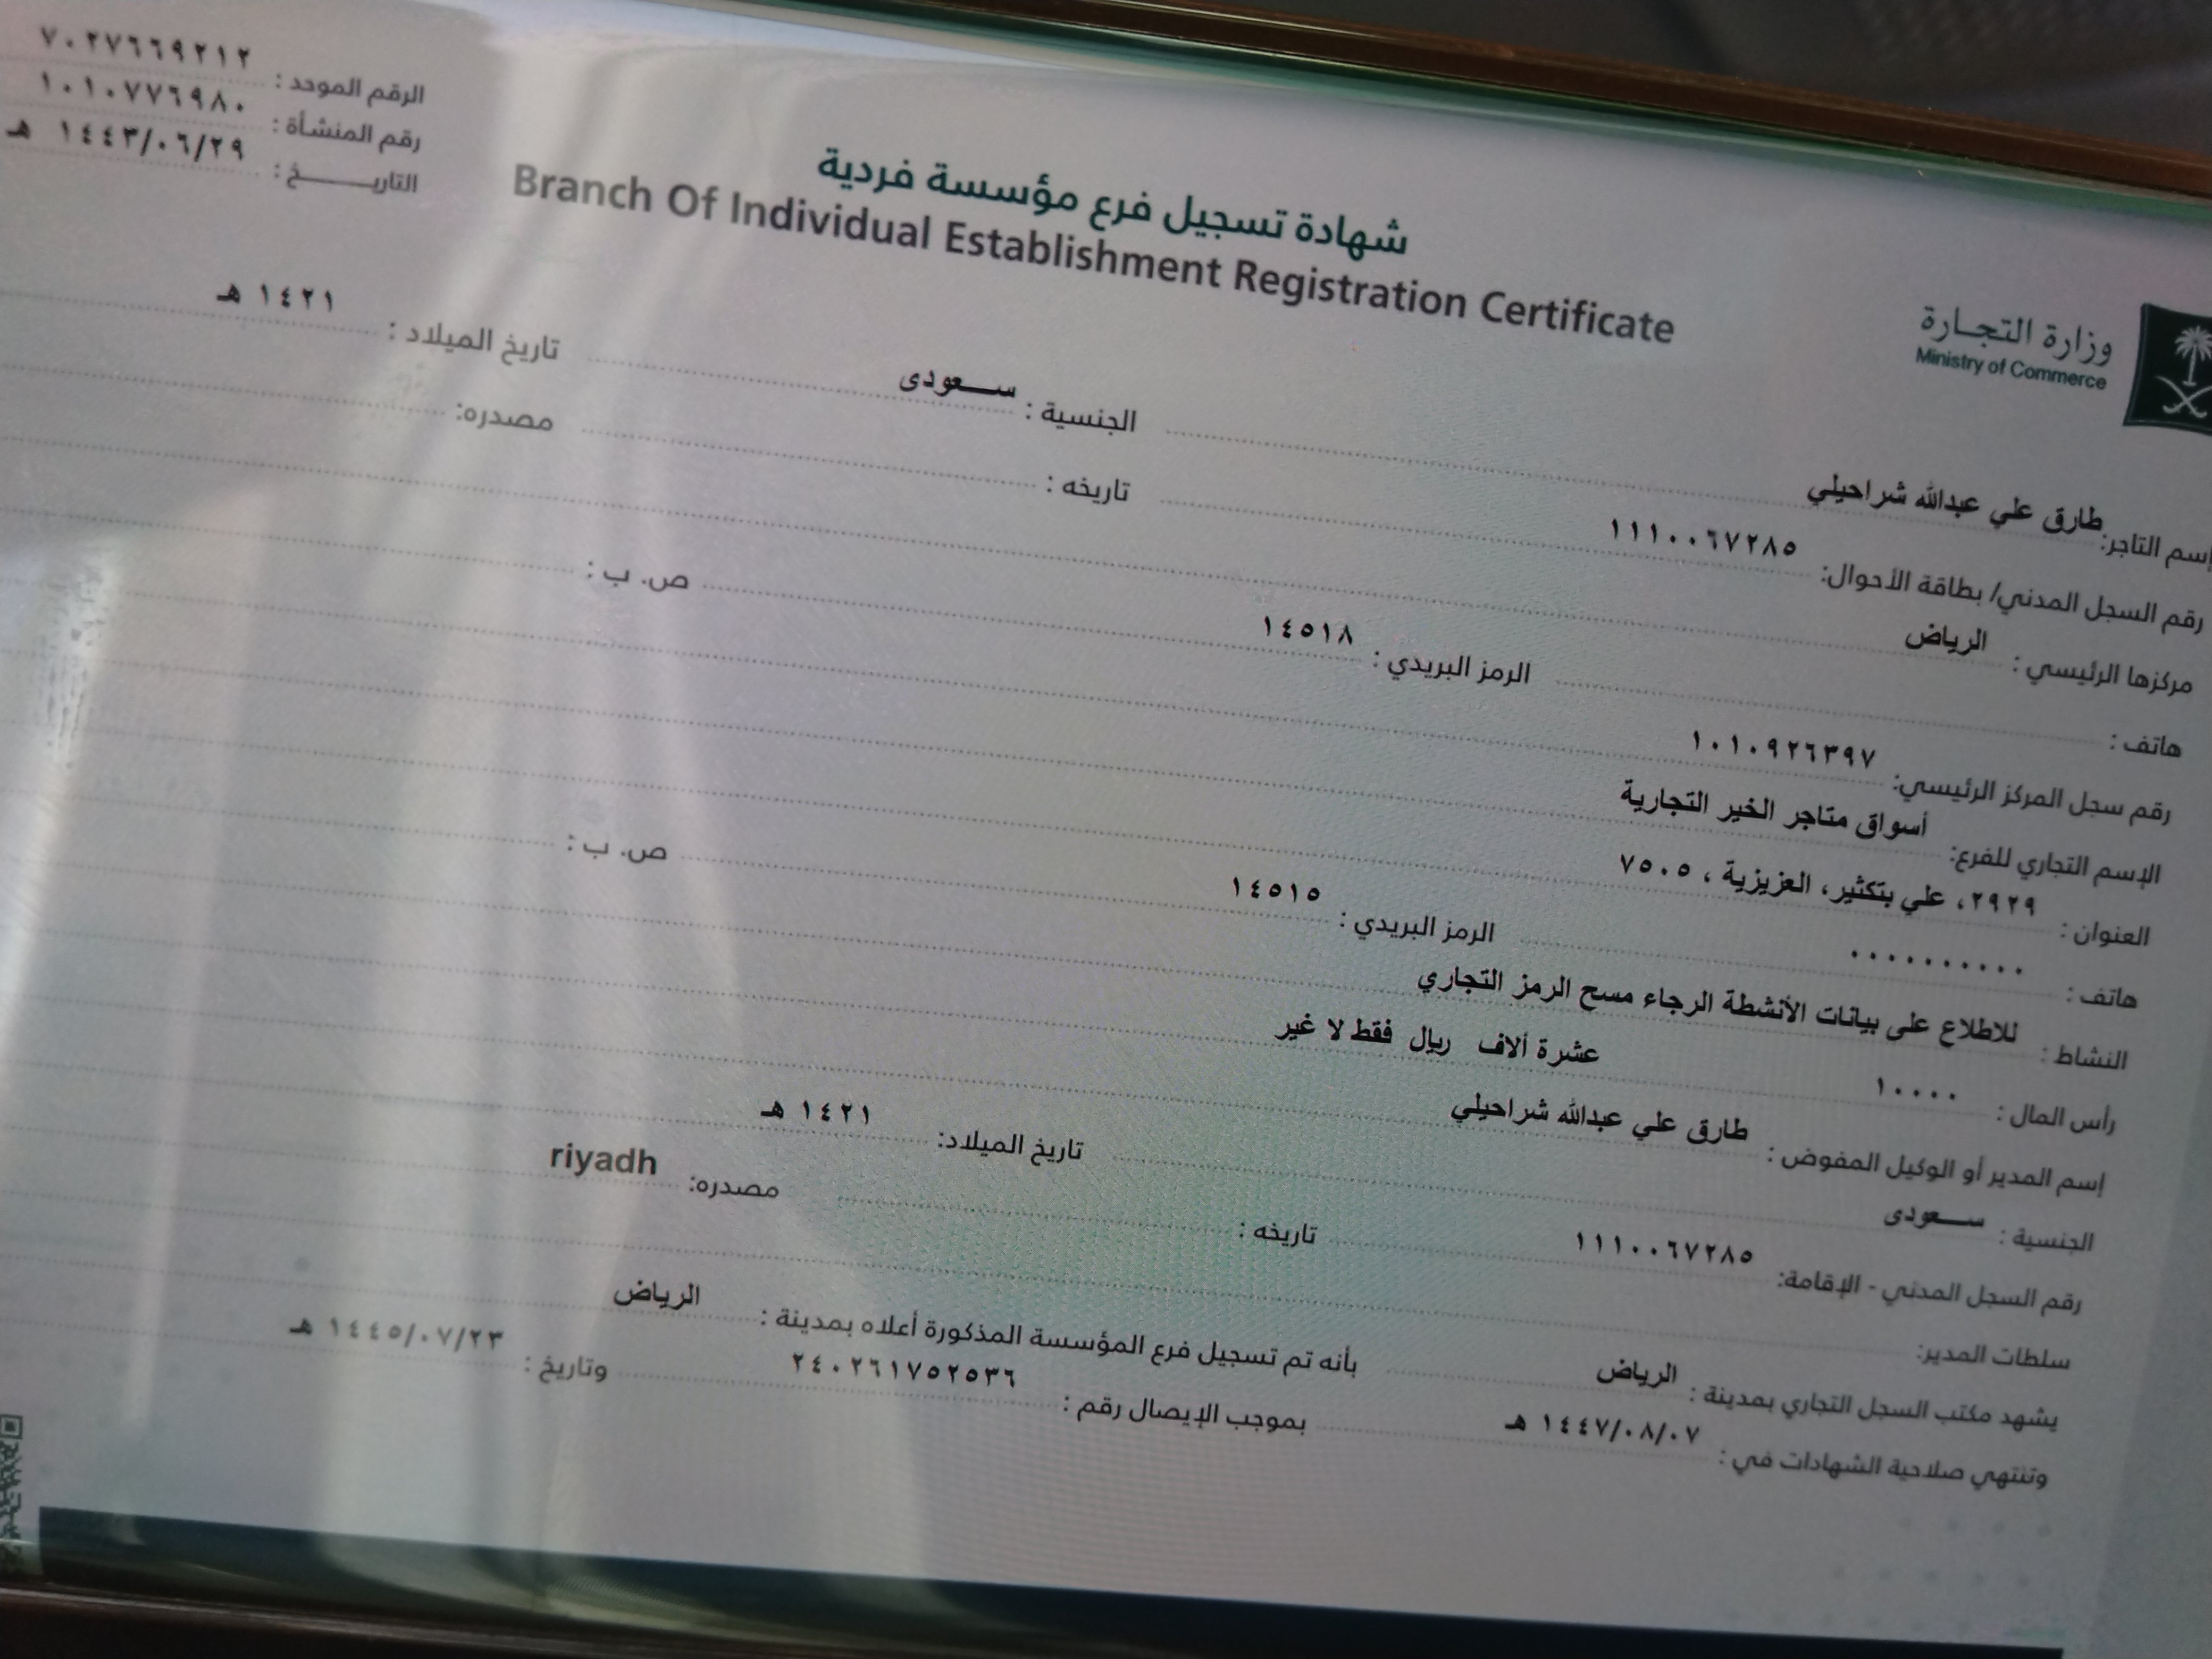 الرقم الموحد : ٧٠٢٧٦٦٩٢١٢
رقم المنشأة : ١٠١٠٧٧٦٩٨٠
التاريـــــــخ : ١٤٤٣/٠٦/٢٩ هـ
شهادة تسجيل فرع مؤسسة فردية
Branch Of Individual Establishment Registration Certificate
وزارة التجـارة
Ministry of Commerce
إسم التاجر: طارق علي عبدالله شراحيلي الجنسية : ســـعودى تاريخ الميلاد : ١٤٢١ هـ
رقم السجل المدني/ بطاقة الأحوال: ١١١٠٠٦٧٢٨٥ تاريخه : مصدره:
مركزها الرئيسي : الرياض
هاتف : الرمز البريدي : ١٤٥١٨ ص. ب :
رقم سجل المركز الرئيسي: ١٠١٠٩٢٦٣٩٧
الإسم التجاري للفرع: أسواق متاجر الخير التجارية
العنوان : ٢٩٢٩، علي بتكثير، العزيزية ، ٧٥٠٥
هاتف : ٠٠٠٠٠٠٠٠٠٠ الرمز البريدي : ١٤٥١٥ ص. ب :
النشاط : للاطلاع على بيانات الأنشطة الرجاء مسح الرمز التجاري
رأس المال : ١٠٠٠٠ عشرة ألاف ريال فقط لا غير
إسم المدير أو الوكيل المفوض : طارق علي عبدالله شراحيلي
الجنسية : ســـعودى تاريخ الميلاد: ١٤٢١ هـ
رقم السجل المدني - الإقامة: ١١١٠٠٦٧٢٨٥ تاريخه : مصدره: riyadh
سلطات المدير:
يشهد مكتب السجل التجاري بمدينة : الرياض بأنه تم تسجيل فرع المؤسسة المذكورة أعلاه بمدينة : الرياض
وتنتهي صلاحية الشهادات في : ١٤٤٧/٠٨/٠٧ هـ بموجب الإيصال رقم : ٢٤٠٢٦١٧٥٢٥٣٦ وتاريخ : ١٤٤٥/٠٧/٢٣ هـ